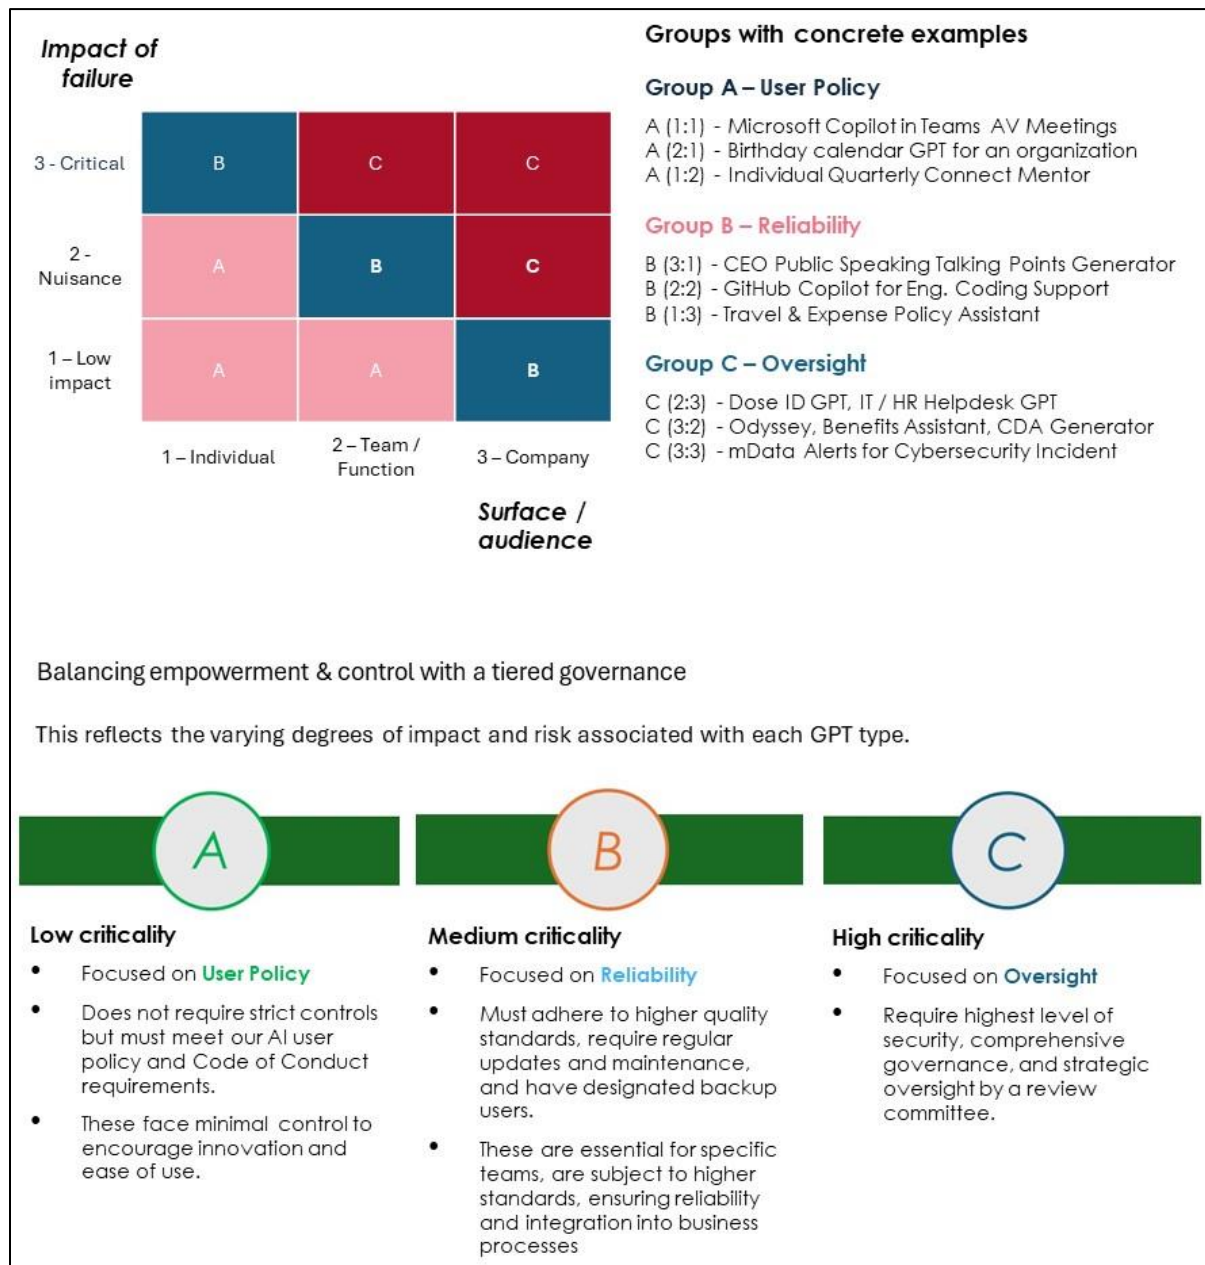 Impact of
failure
3 - Critical
B
C
C
2 -
Nuisance
A
B
C
1 – Low
impact
A
A
B
1 – Individual
2 – Team /
Function
3 – Company
Surface /
audience
Groups with concrete examples
Group A – User Policy
A (1:1) - Microsoft Copilot in Teams AV Meetings
A (2:1) - Birthday calendar GPT for an organization
A (1:2) - Individual Quarterly Connect Mentor
Group B – Reliability
B (3:1) - CEO Public Speaking Talking Points Generator
B (2:2) - GitHub Copilot for Eng. Coding Support
B (1:3) - Travel & Expense Policy Assistant
Group C – Oversight
C (2:3) - Dose ID GPT, IT / HR Helpdesk GPT
C (3:2) - Odyssey, Benefits Assistant, CDA Generator
C (3:3) - mData Alerts for Cybersecurity Incident
Balancing empowerment & control with a tiered governance
This reflects the varying degrees of impact and risk associated with each GPT type.
A
Low criticality
• Focused on User Policy
• Does not require strict controls
but must meet our AI user
policy and Code of Conduct
requirements.
• These face minimal control to
encourage innovation and
ease of use.
B
Medium criticality
• Focused on Reliability
• Must adhere to higher quality
standards, require regular
updates and maintenance,
and have designated backup
users.
• These are essential for specific
teams, are subject to higher
standards, ensuring reliability
and integration into business
processes
C
High criticality
• Focused on Oversight
• Require highest level of
security, comprehensive
governance, and strategic
oversight by a review
committee.